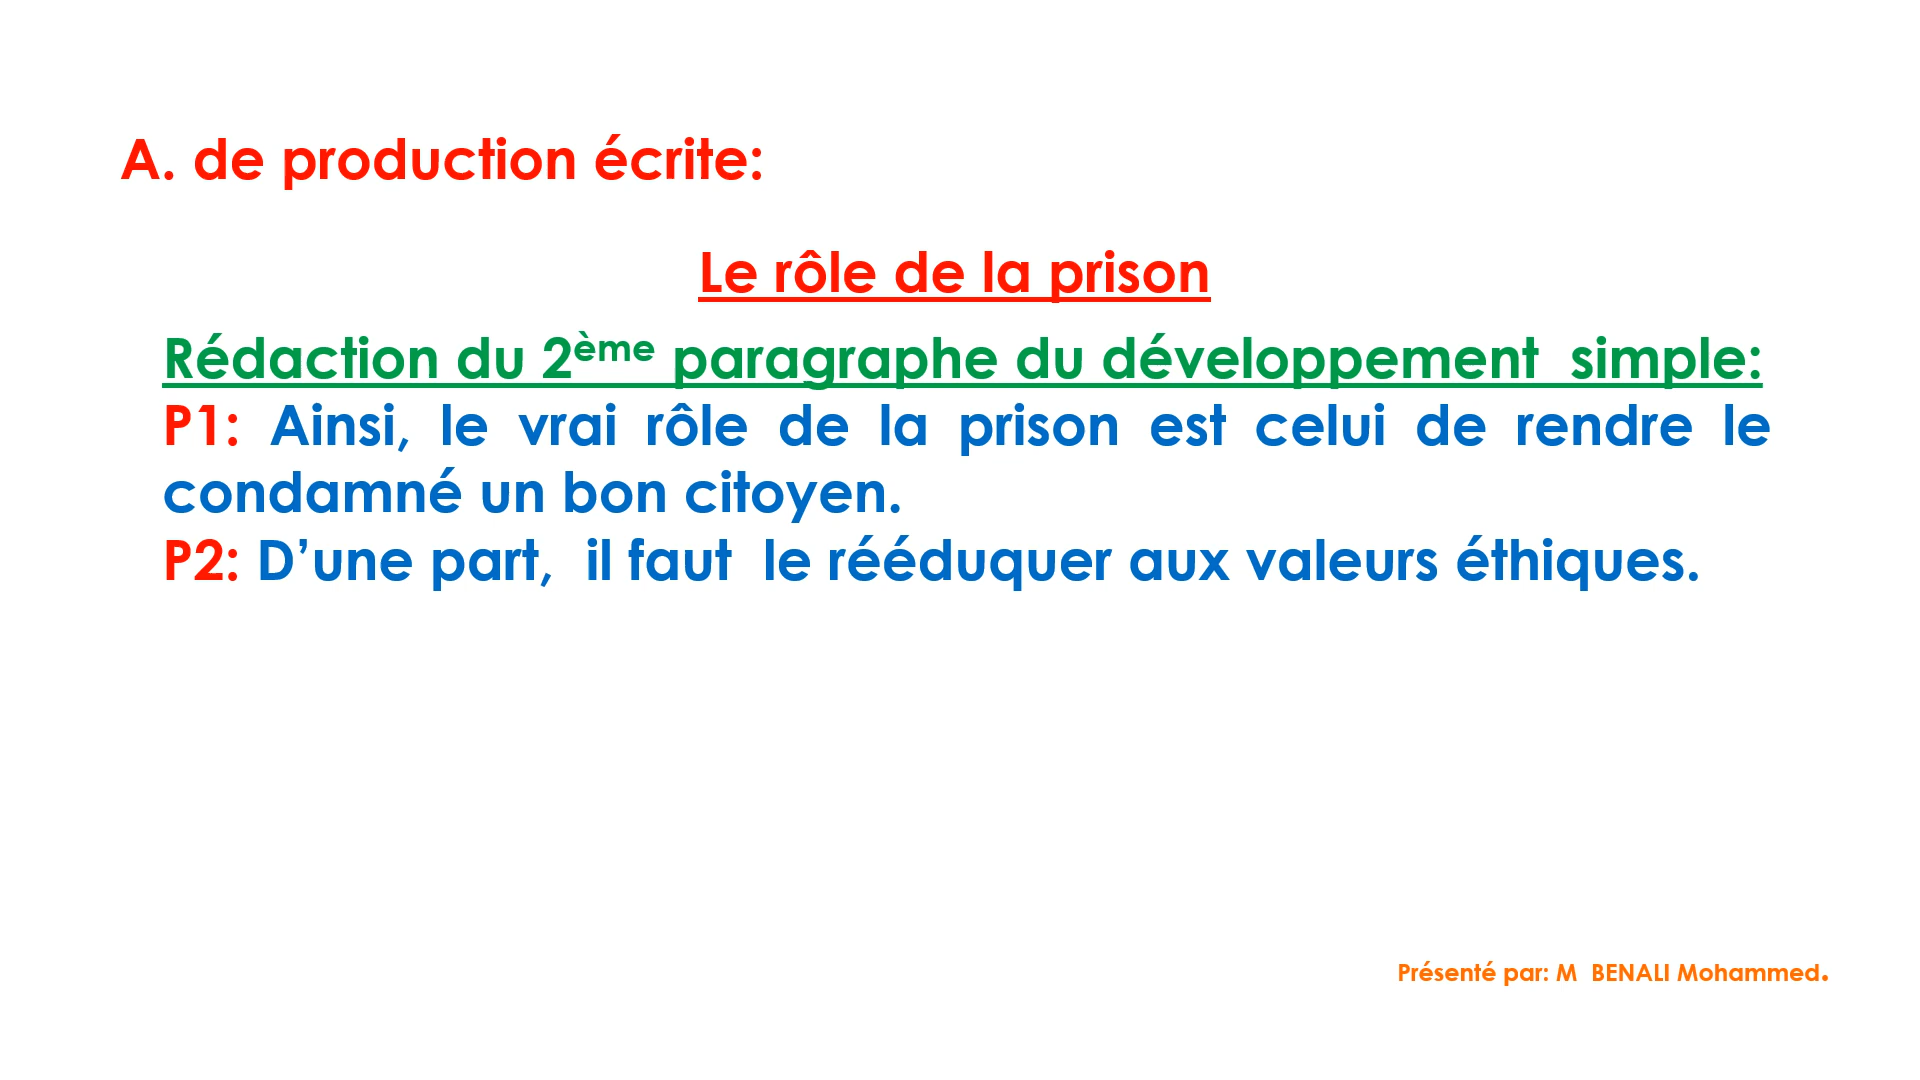 A. de production écrite:
Le rôle de la prison
Rédaction du 2ème paragraphe du développement  simple:
P1: Ainsi, le vrai rôle de la prison est celui de rendre le
condamné un bon citoyen.
P2: D’une part,  il faut  le rééduquer aux valeurs éthiques.
Présenté par: M  BENALI Mohammed.